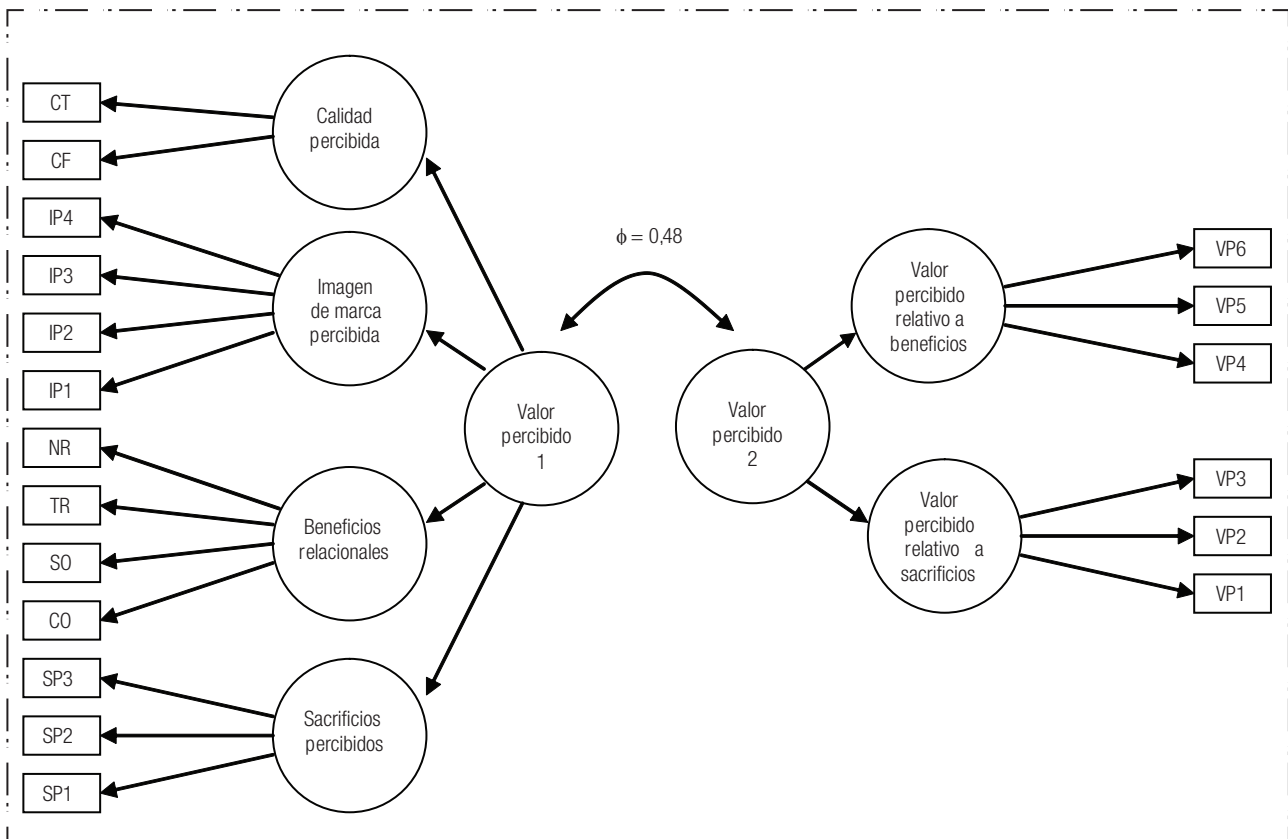 CT
CF
IP4
IP3
IP2
IP1
NR
TR
SO
CO
SP3
SP2
SP1
Calidad
percibida
Imagen
de marca
percibida
Beneficios
relacionales
Sacrificios
percibidos
Valor
percibido
1
ϕ = 0,48
Valor
percibido
2
Valor
percibido
relativo a
beneficios
Valor
percibido
relativo a
sacrificios
VP6
VP5
VP4
VP3
VP2
VP1